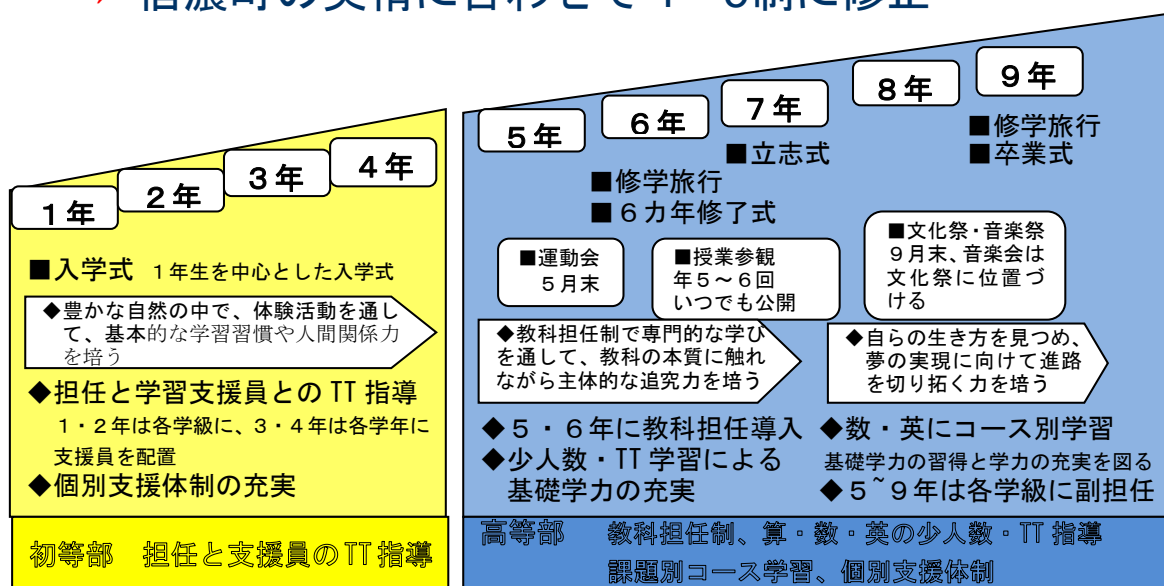 信濃町の実情に合わせて4-5制に修正
1年
2年
3年
4年
■入学式 1年生を中心とした入学式
◆豊かな自然の中で、体験活動を通し
て、基本的な学習習慣や人間関係力
を培う
◆担任と学習支援員とのTT指導
1・2年は各学級に、3・4年は各学年に
支援員を配置
◆個別支援体制の充実
初等部 担任と支援員のTT指導
5年
6年
7年
8年
9年
■立志式
■修学旅行
■卒業式
■修学旅行
■6カ年修了式
■運動会
5月末
■授業参観
年5～6回
いつでも公開
■文化祭・音楽祭
9月末、音楽会は
文化祭に位置づ
ける
◆教科担任制で専門的な学び
を通して、教科の本質に触れ
ながら主体的な追究力を培う
◆自らの生き方を見つめ、
夢の実現に向けて進路
を切り拓く力を培う
◆5・6年に教科担任導入
◆少人数・TT学習による
基礎学力の充実
◆数・英にコース別学習
基礎学力の習得と学力の充実を図る
◆5~9年は各学級に副担任
高等部 教科担任制、算・数・英の少人数・TT指導
課題別コース学習、個別支援体制